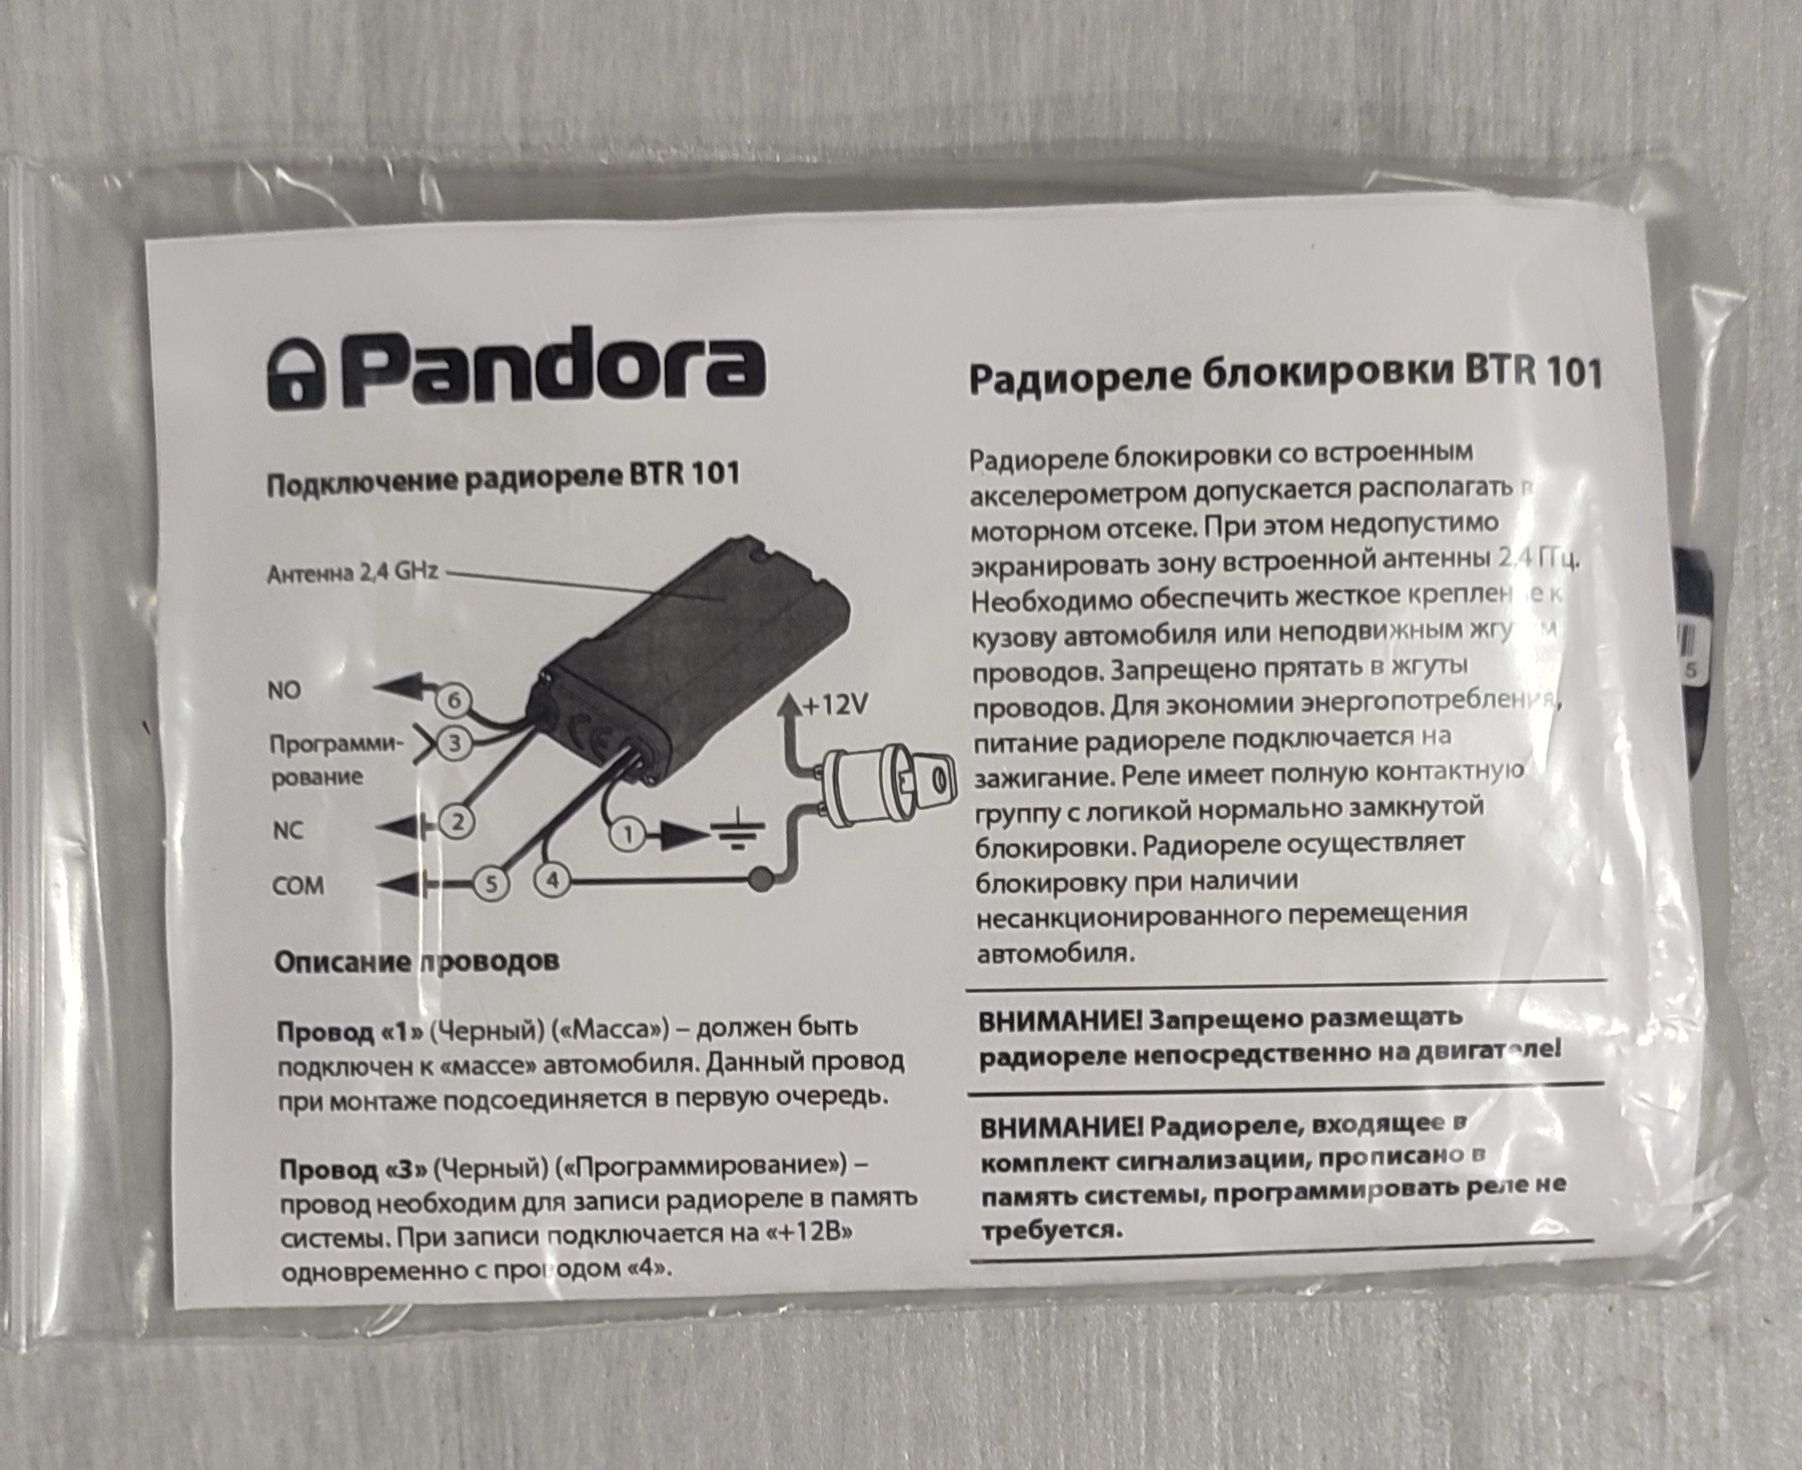 Pandora
Подключение радиореле BTR 101
Антенна 2,4 GHz
NO
6
Программи-
рование
3
NC
2
COM
5
4
1
+12V
CE
Описание проводов
Провод «1» (Черный) («Масса») – должен быть
подключен к «массе» автомобиля. Данный провод
при монтаже подсоединяется в первую очередь.
Провод «3» (Черный) («Программирование») –
провод необходим для записи радиореле в память
системы. При записи подключается на «+12В»
одновременно с проводом «4».
Радиореле блокировки BTR 101
Радиореле блокировки со встроенным
акселерометром допускается располагать в
моторном отсеке. При этом недопустимо
экранировать зону встроенной антенны 2,4 ГГц.
Необходимо обеспечить жесткое крепление к
кузову автомобиля или неподвижным жгутам
проводов. Запрещено прятать в жгуты
проводов. Для экономии энергопотребления,
питание радиореле подключается на
зажигание. Реле имеет полную контактную
группу с логикой нормально замкнутой
блокировки. Радиореле осуществляет
блокировку при наличии
несанкционированного перемещения
автомобиля.
ВНИМАНИЕ! Запрещено размещать
радиореле непосредственно на двигателе!
ВНИМАНИЕ! Радиореле, входящее в
комплект сигнализации, прописано в
память системы, программировать реле не
требуется.
5